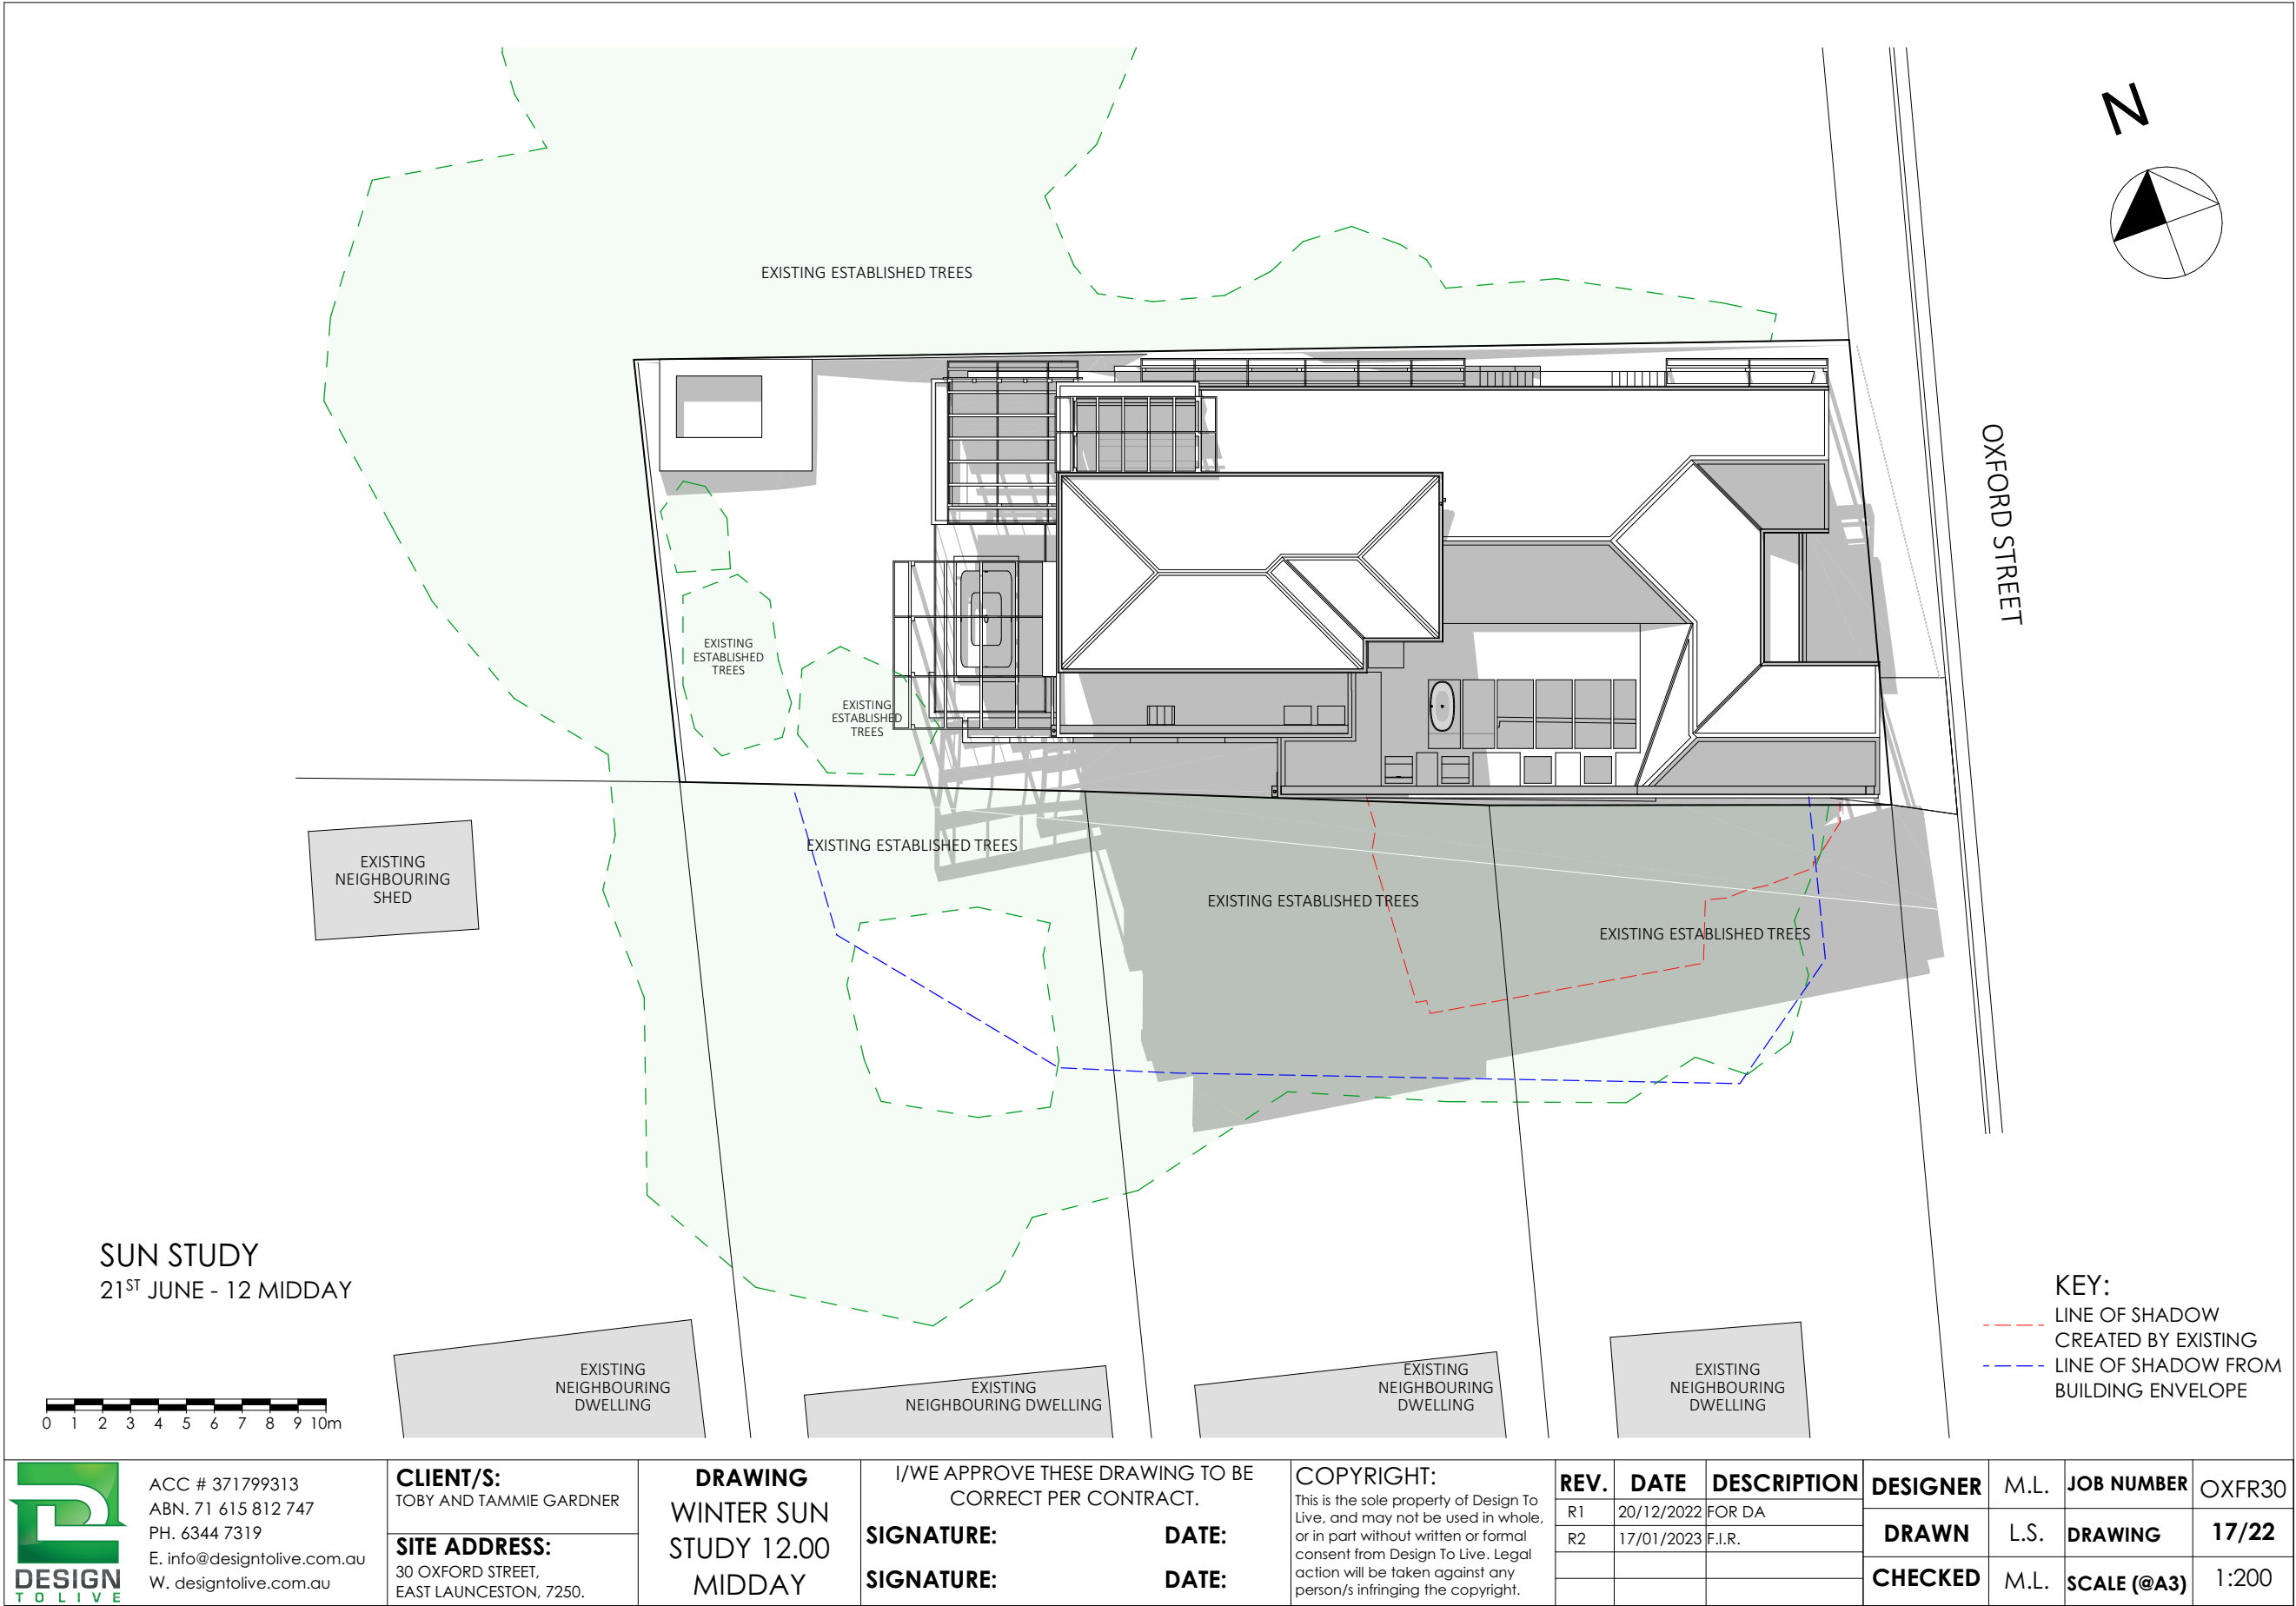 N
EXISTING ESTABLISHED TREES
OXFORD STREET
EXISTING
ESTABLISHED
TREES
EXISTING
ESTABLISHED
TREES
EXISTING ESTABLISHED TREES
EXISTING
NEIGHBOURING
SHED
EXISTING ESTABLISHED TREES
EXISTING ESTABLISHED TREES
SUN STUDY
21ST JUNE - 12 MIDDAY
KEY:
LINE OF SHADOW
CREATED BY EXISTING
LINE OF SHADOW FROM
BUILDING ENVELOPE
EXISTING
NEIGHBOURING
DWELLING
EXISTING
NEIGHBOURING DWELLING
EXISTING
NEIGHBOURING
DWELLING
EXISTING
NEIGHBOURING
DWELLING
0 1 2 3 4 5 6 7 8 9 10m
DESIGN
TO LIVE
ACC # 371799313
ABN. 71 615 812 747
PH. 6344 7319
E. info@designtolive.com.au
W. designtolive.com.au
CLIENT/S:
TOBY AND TAMMIE GARDNER
SITE ADDRESS:
30 OXFORD STREET,
EAST LAUNCESTON, 7250.
DRAWING
WINTER SUN
STUDY 12.00
MIDDAY
I/WE APPROVE THESE DRAWING TO BE
CORRECT PER CONTRACT.
SIGNATURE: DATE:
SIGNATURE: DATE:
COPYRIGHT:
This is the sole property of Design To
Live, and may not be used in whole,
or in part without written or formal
consent from Design To Live. Legal
action will be taken against any
person/s infringing the copyright.
REV. DATE DESCRIPTION
R1 20/12/2022 FOR DA
R2 17/01/2023 F.I.R.
DESIGNER M.L. JOB NUMBER OXFR30
DRAWN L.S. DRAWING 17/22
CHECKED M.L. SCALE (@A3) 1:200